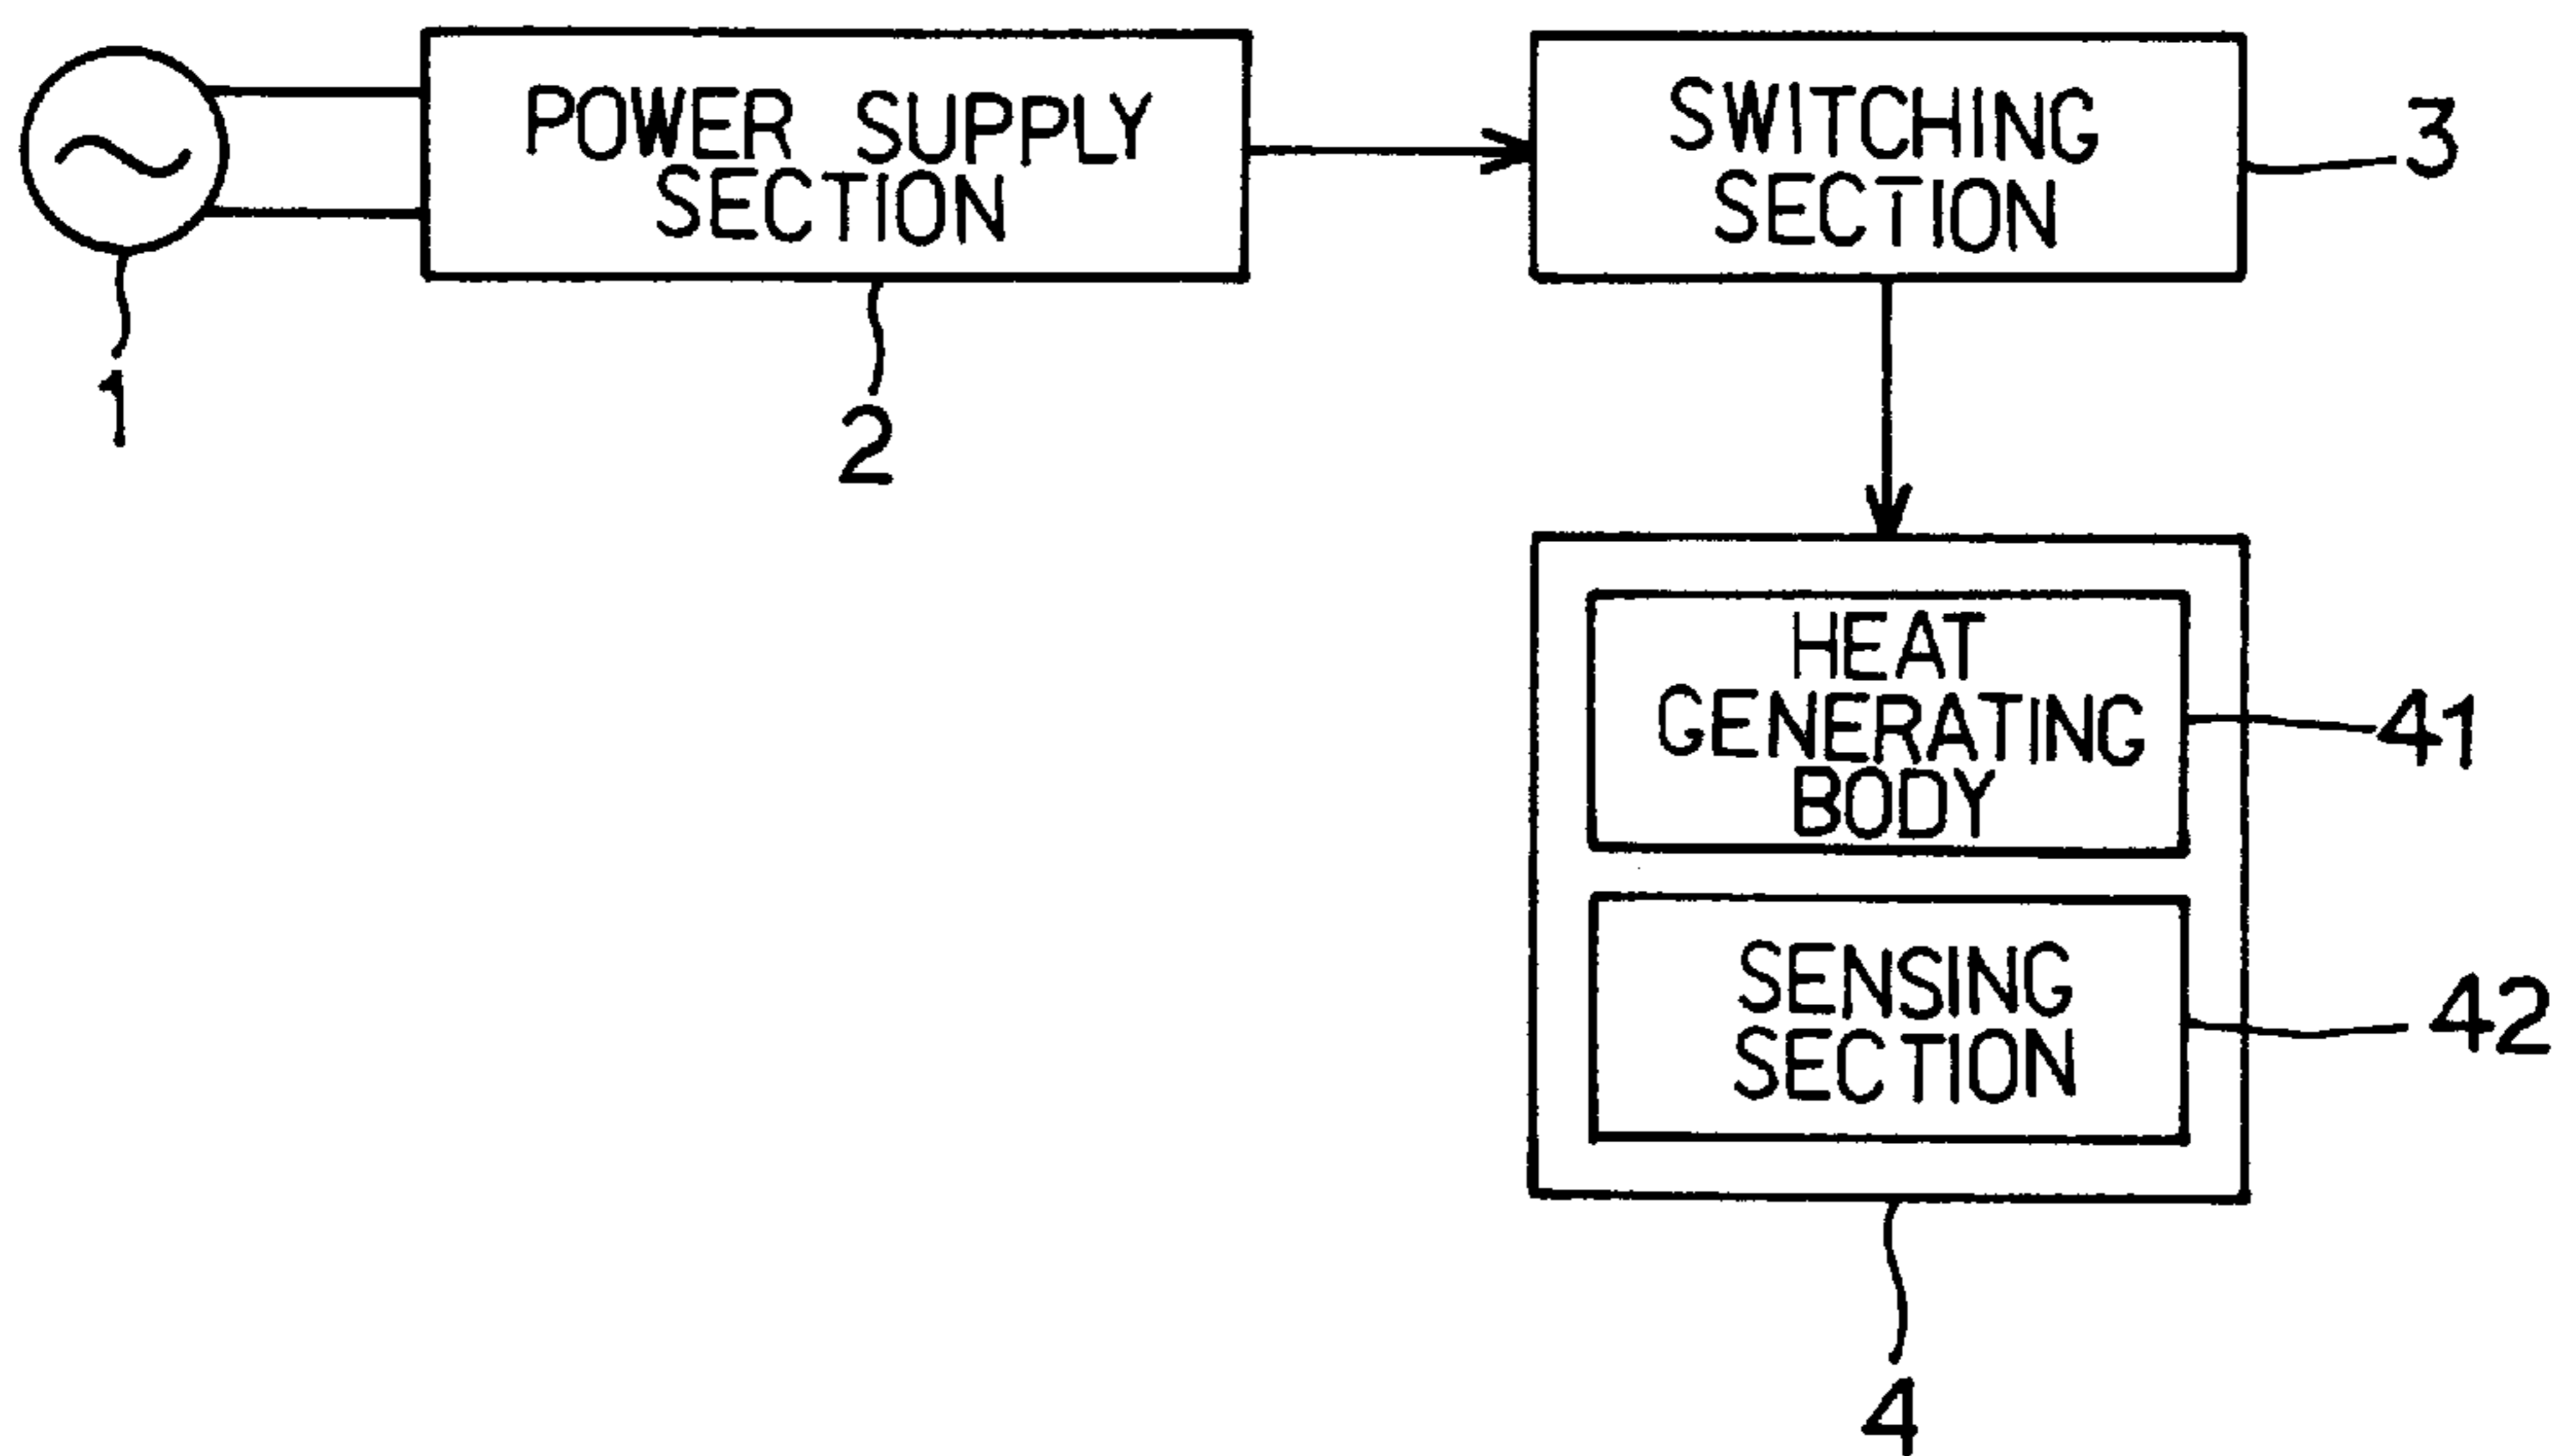 POWER SUPPLY
SECTION
SWITCHING
SECTION
3
1
2
HEAT
GENERATING
BODY
41
SENSING
SECTION
42
4